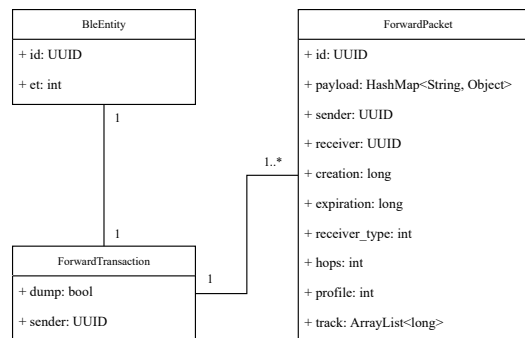 BleEntity
+ id: UUID
+ et: int
1
1
ForwardTransaction
+ dump: bool
+ sender: UUID
1
1..*
ForwardPacket
+ id: UUID
+ payload: HashMap<String, Object>
+ sender: UUID
+ receiver: UUID
+ creation: long
+ expiration: long
+ receiver_type: int
+ hops: int
+ profile: int
+ track: ArrayList<long>